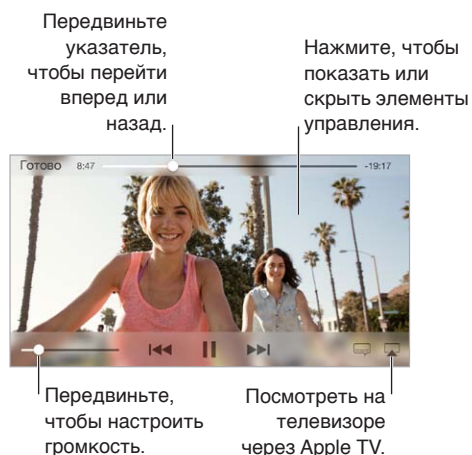 Передвиньте
указатель,
чтобы перейти
вперед или
назад.
Нажмите, чтобы
показать или
скрыть элементы
управления.
Готово 8:47 -19:17
Передвиньте,
чтобы настроить
громкость.
Посмотреть на
телевизоре
через Apple TV.